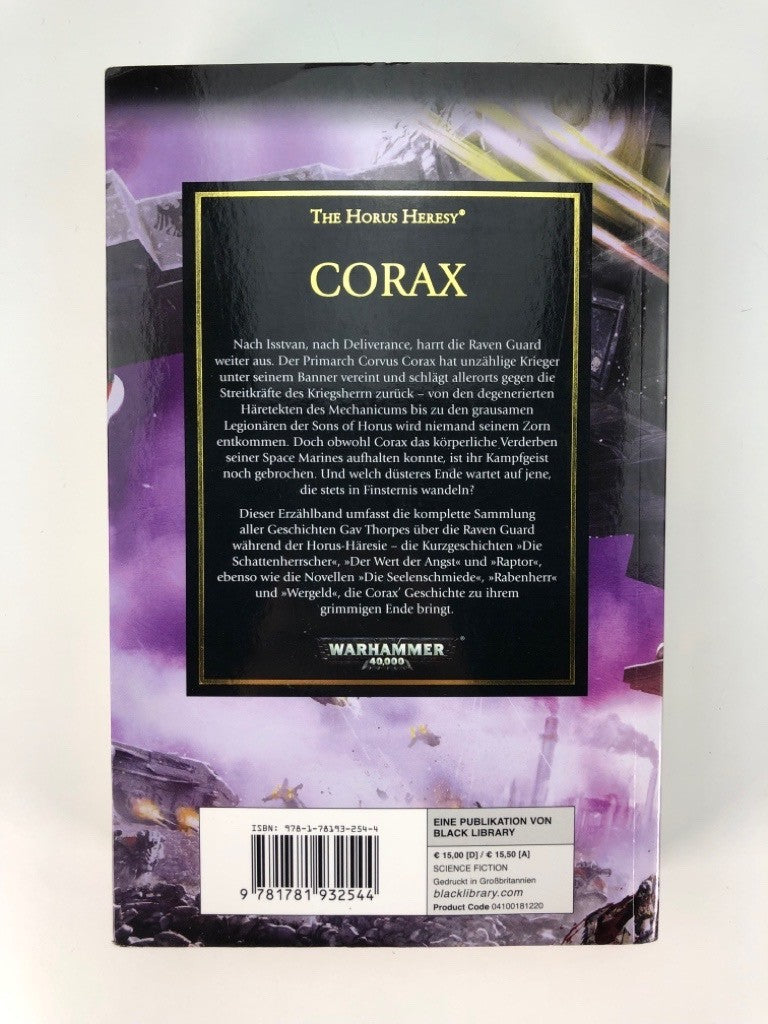 THE HORUS HERESY®
CORAX
Nach Isstvan, nach Deliverance, harrt die Raven Guard
weiter aus. Der Primarch Corvus Corax hat unzählige Krieger
unter seinem Banner vereint und schlägt allerorts gegen die
Streitkräfte des Kriegsherrn zurück – von den degenerierten
Häretekten des Mechanicums bis zu den grausamen
Legionären der Sons of Horus wird niemand seinem Zorn
entkommen. Doch obwohl Corax das körperliche Verderben
seiner Space Marines aufhalten konnte, ist ihr Kampfgeist
noch gebrochen. Und welch düsteres Ende wartet auf jene,
die stets in Finsternis wandeln?
Dieser Erzählband umfasst die komplette Sammlung
aller Geschichten Gav Thorpes über die Raven Guard
während der Horus-Häresie – die Kurzgeschichten »Die
Schattenherrscher«, »Der Wert der Angst« und »Raptor«,
ebenso wie die Novellen »Die Seelenschmiede«, »Rabenherr«
und »Wergeld«, die Corax’ Geschichte zu ihrem
grimmigen Ende bringt.
WARHAMMER®
40,000
ISBN: 978-1-78193-254-4
9 781781 932544
EINE PUBLIKATION VON
BLACK LIBRARY
€ 15,00 [D] / € 15,50 [A]
SCIENCE FICTION
Gedruckt in Großbritannien
blacklibrary.com
Product Code 04100181220